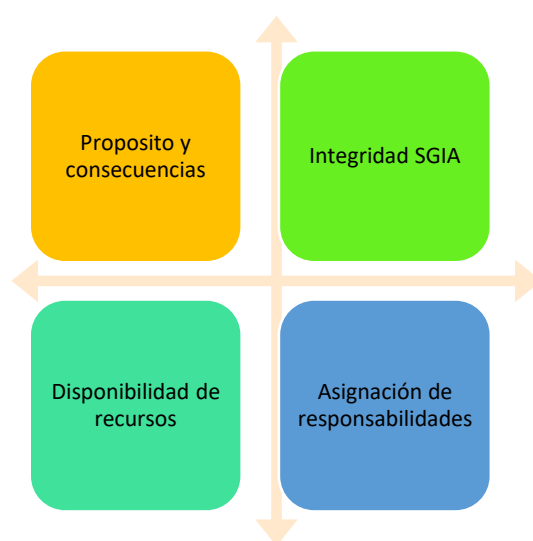 Proposito y
consecuencias
Integridad SGIA
Disponibilidad de
recursos
Asignación de
responsabilidades